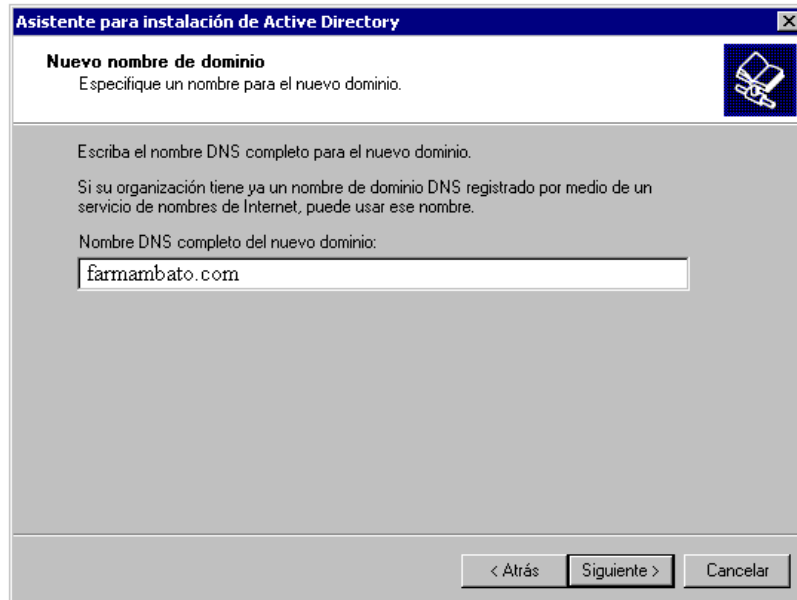 Asistente para instalación de Active Directory
Nuevo nombre de dominio
Especifique un nombre para el nuevo dominio.
Escriba el nombre DNS completo para el nuevo dominio.
Si su organización tiene ya un nombre de dominio DNS registrado por medio de un
servicio de nombres de Internet, puede usar ese nombre.
Nombre DNS completo del nuevo dominio:
farmambato.com
< Atrás Siguiente > Cancelar